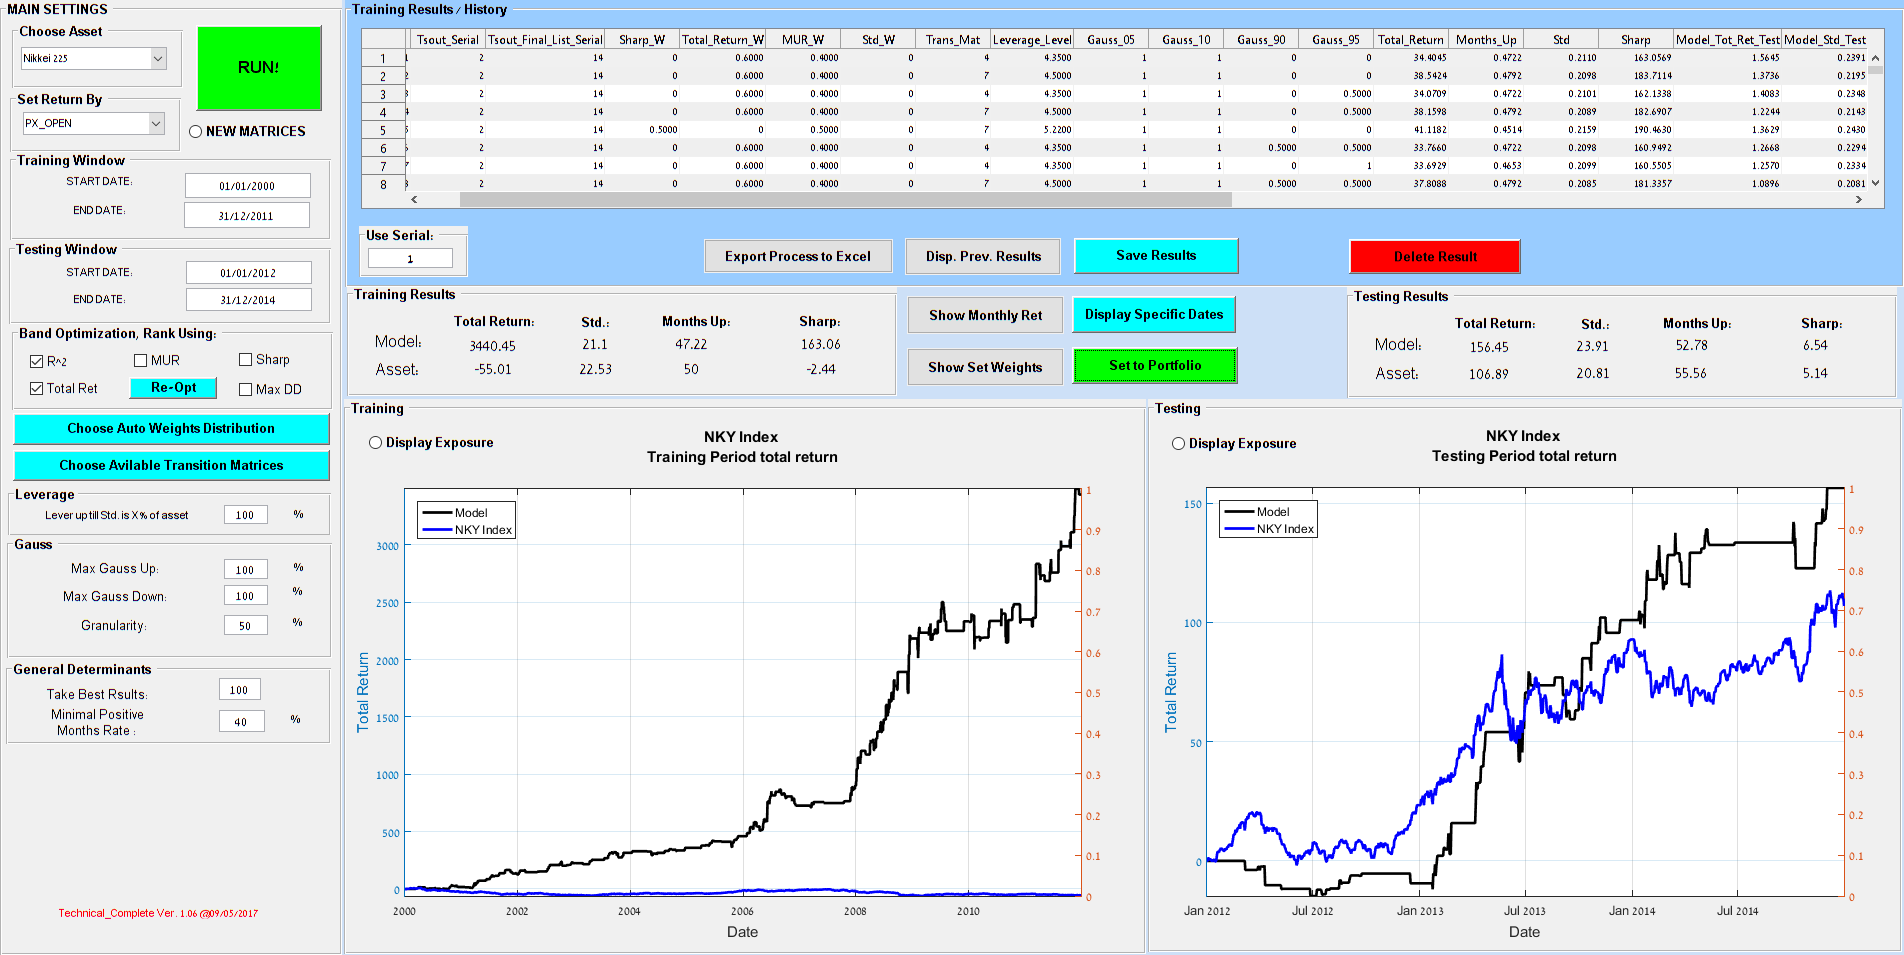 MAIN SETTINGS
Choose Asset
Nikkei 225
RUN!
Set Return By
PX_OPEN
NEW MATRICES
Training Window
START DATE: 01/01/2000
END DATE: 31/12/2011
Testing Window
START DATE: 01/01/2012
END DATE: 31/12/2014
Band Optimization, Rank Using:
R^2 MUR Sharp
Total Ret Re-Opt Max DD
Choose Auto Weights Distribution
Choose Avilable Transition Matrices
Leverage
Lever up till Std. is X% of asset 100 %
Gauss
Max Gauss Up: 100 %
Max Gauss Down: 100 %
Granularity: 50 %
General Determinants
Take Best Rsults: 100
Minimal Positive
Months Rate : 40 %
Technical_Complete Ver. 1.06 @09/05/2017
Training Results / History
Tsout_Serial Tsout_Final_List_Serial Sharp_W Total_Return_W MUR_W Std_W Trans_Mat Leverage_Level Gauss_05 Gauss_10 Gauss_90 Gauss_95 Total_Return Months_Up Std Sharp Model_Tot_Ret_Test Model_Std_Test
1 2 14 0 0.6000 0.4000 0 4 4.3500 1 1 0 0 34.4045 0.4722 0.2110 163.0569 1.5645 0.2391
2 2 14 0 0.6000 0.4000 0 7 4.5000 1 1 0 0 38.5424 0.4792 0.2098 183.7114 1.3736 0.2195
3 2 14 0 0.6000 0.4000 0 4 4.3500 1 1 0 0.5000 34.0709 0.4722 0.2101 162.1338 1.4083 0.2348
4 2 14 0 0.6000 0.4000 0 7 4.5000 1 1 0 0.5000 38.1598 0.4792 0.2089 182.6907 1.2244 0.2143
5 2 14 0.5000 0 0.5000 0 7 5.2200 1 1 0 0 41.1182 0.4514 0.2159 190.4630 1.3629 0.2430
6 2 14 0 0.6000 0.4000 0 4 4.3500 1 1 0.5000 0.5000 33.7660 0.4722 0.2098 160.9492 1.2668 0.2294
7 2 14 0 0.6000 0.4000 0 4 4.3500 1 1 0 1 33.6929 0.4653 0.2099 160.5505 1.2570 0.2334
8 2 14 0 0.6000 0.4000 0 7 4.5000 1 1 0.5000 0.5000 37.8088 0.4792 0.2085 181.3357 1.0896 0.2081
Use Serial:
1
Export Process to Excel Disp. Prev. Results Save Results Delete Result
Training Results
Total Return: Std.: Months Up: Sharp:
Model: 3440.45 21.1 47.22 163.06
Asset: -55.01 22.53 50 -2.44
Show Monthly Ret Display Specific Dates
Show Set Weights Set to Portfolio
Testing Results
Total Return: Std.: Months Up: Sharp:
Model: 156.45 23.91 52.78 6.54
Asset: 106.89 20.81 55.56 5.14
Training
Display Exposure
NKY Index
Training Period total return
Model
NKY Index
3000
2500
2000
1500
1000
500
0
Total Return
1
0.9
0.8
0.7
0.6
0.5
0.4
0.3
0.2
0.1
0
2000 2002 2004 2006 2008 2010
Date
Testing
Display Exposure
NKY Index
Testing Period total return
Model
NKY Index
150
100
50
0
Total Return
1
0.9
0.8
0.7
0.6
0.5
0.4
0.3
0.2
0.1
0
Jan 2012 Jul 2012 Jan 2013 Jul 2013 Jan 2014 Jul 2014
Date